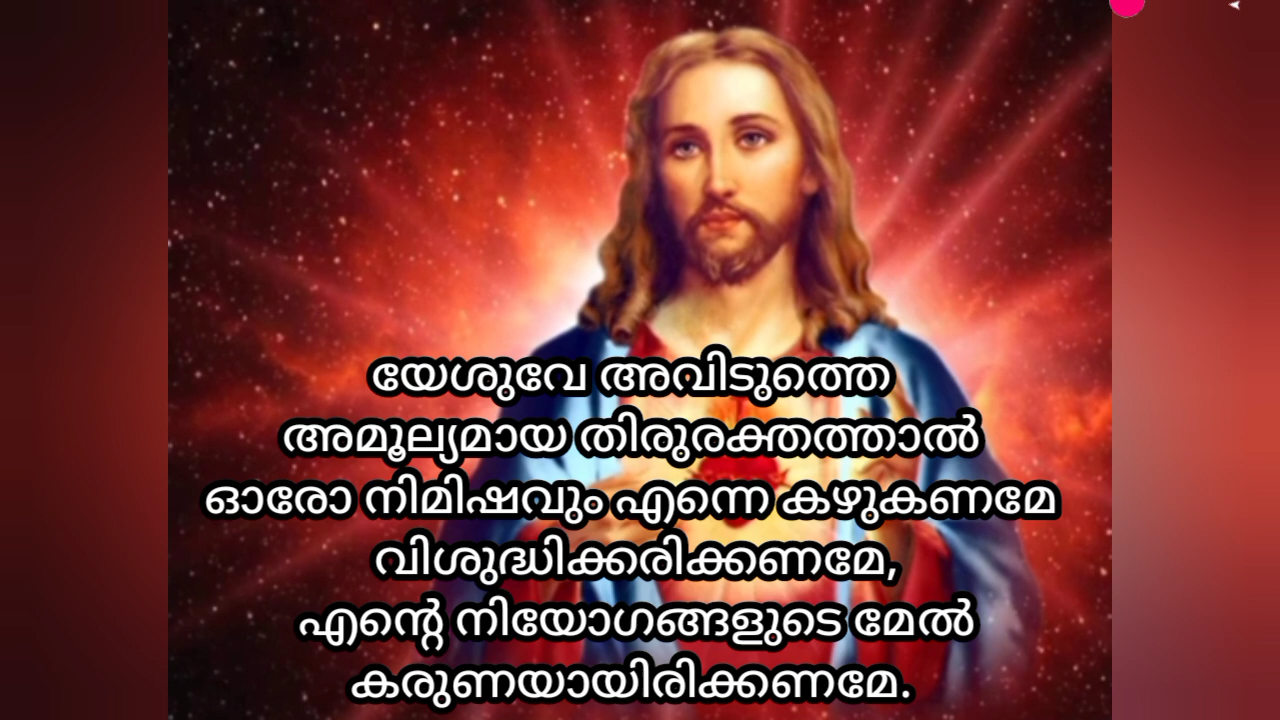 യേശുവേ അവിടുത്തെ
അമൂല്യമായ തിരുരക്തത്താൽ
ഓരോ നിമിഷവും എന്നെ കഴുകണമേ
വിശുദ്ധിക്കരിക്കണമേ,
എന്റെ നിയോഗങ്ങളുടെ മേൽ
കരുണയായിരിക്കണമേ.